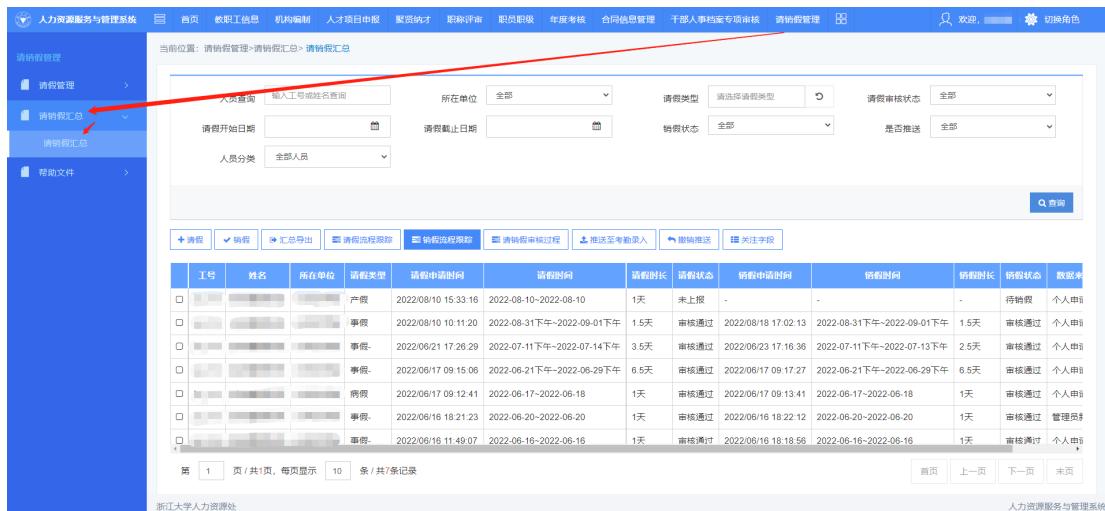 人力资源服务与管理系统 首页 教职工信息 机构编制 人才项目申报 聚贤纳才 职称评审 职员职级 年度考核 合同信息管理 干部人事档案专项审核 请销假管理 欢迎, 切换角色
当前位置：请销假管理>请销假汇总> 请销假汇总
请销假管理
请假管理
请销假汇总
请销假汇总
帮助文件
人员查询 输入工号或姓名查询 所在单位 全部 请假类型 请选择请假类型 请假审核状态 全部
请假开始日期 请假截止日期 销假状态 全部 是否推送 全部
人员分类 全部人员
查询
请假 销假 汇总导出 请假流程跟踪 销假流程跟踪 请销假审核过程 推送至考勤录入 撤销推送 关注字段
工号 姓名 所在单位 请假类型 请假申请时间 请假时间 请假时长 请假状态 销假申请时间 销假时间 销假时长 销假状态 数据来
产假 2022/08/10 15:33:16 2022-08-10~2022-08-10 1天 未上报 - - - 待销假 个人申请
事假 2022/08/10 10:11:20 2022-08-31下午~2022-09-01下午 1.5天 审核通过 2022/08/18 17:02:13 2022-08-31下午~2022-09-01下午 1.5天 审核通过 个人申请
事假- 2022/06/21 17:26:29 2022-07-11下午~2022-07-14下午 3.5天 审核通过 2022/06/23 17:16:36 2022-07-11下午~2022-07-13下午 2.5天 审核通过 个人申请
事假- 2022/06/17 09:15:06 2022-06-21下午~2022-06-29下午 6.5天 审核通过 2022/06/17 09:17:27 2022-06-21下午~2022-06-29下午 6.5天 审核通过 个人申请
病假 2022/06/17 09:12:41 2022-06-17~2022-06-18 1天 审核通过 2022/06/17 09:13:41 2022-06-17~2022-06-18 1天 审核通过 个人申请
事假- 2022/06/16 18:21:23 2022-06-20~2022-06-20 1天 审核通过 2022/06/16 18:22:12 2022-06-20~2022-06-20 1天 审核通过 管理员
事假- 2022/06/16 11:49:07 2022-06-16~2022-06-16 1天 审核通过 2022/06/16 18:18:56 2022-06-16~2022-06-16 1天 审核通过 个人申请
第 1 页 / 共1页, 每页显示 10 条 / 共7条记录 首页 上一页 下一页 末页
浙江大学人力资源处 人力资源服务与管理系统